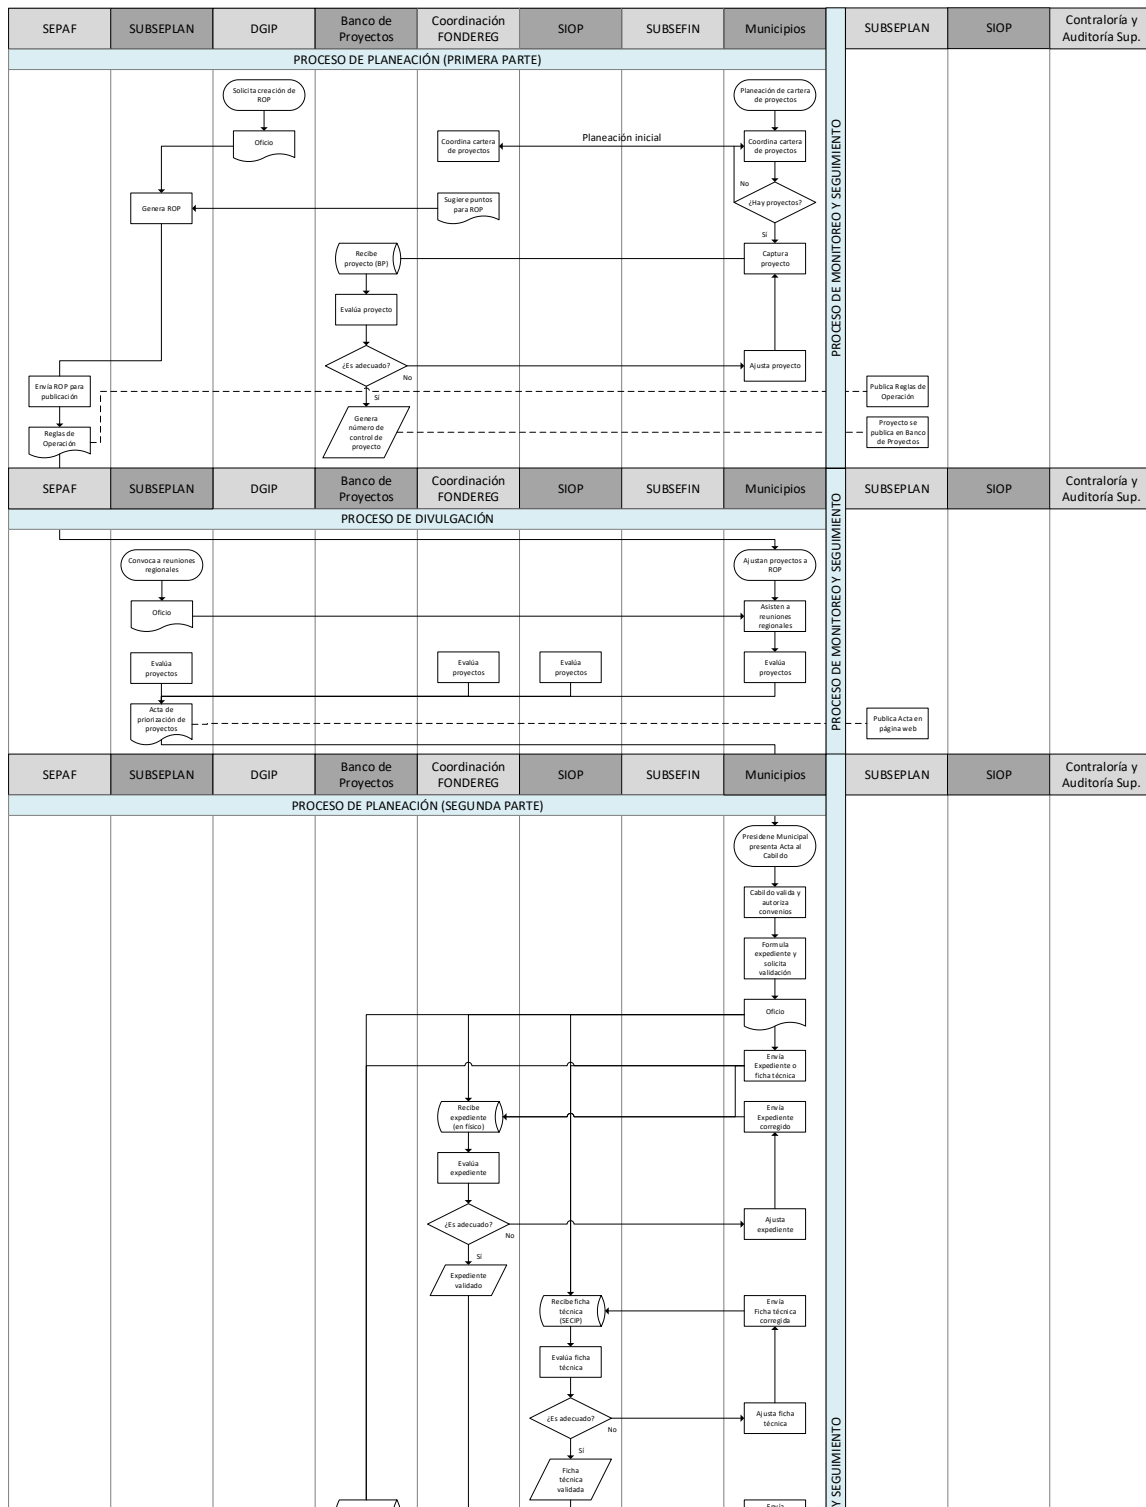 SEPAF
SUBSEPLAN
DGIP
Banco de
Proyectos
Coordinación
FONDEREG
SIOP
SUBSEFIN
Municipios
SUBSEPLAN
SIOP
Contraloría y
Auditoría Sup.
PROCESO DE PLANEACIÓN (PRIMERA PARTE)
PROCESO DE MONITOREO Y SEGUIMIENTO
Solicita creación de
ROP
Planeación de cartera
de proyectos
Oficio
Coordina cartera
de proyectos
Planeación inicial
Coordina cartera
de proyectos
No
Genera ROP
Sugiere puntos
para ROP
¿Hay proyectos?
Sí
Recibe
proyecto (BP)
Captura
proyecto
Evalúa proyecto
¿Es adecuado?
No
Ajusta proyecto
Sí
Envía ROP para
publicación
Publica Reglas de
Operación
Genera
número de
control de
proyecto
Reglas de
Operación
Proyecto se
publica en Banco
de Proyectos
SEPAF
SUBSEPLAN
DGIP
Banco de
Proyectos
Coordinación
FONDEREG
SIOP
SUBSEFIN
Municipios
SUBSEPLAN
SIOP
Contraloría y
Auditoría Sup.
PROCESO DE DIVULGACIÓN
PROCESO DE MONITOREO Y SEGUIMIENTO
Convoca a reuniones
regionales
Ajustan proyectos a
ROP
Oficio
Asisten a
reuniones
regionales
Evalúa
proyectos
Evalúa
proyectos
Evalúa
proyectos
Evalúa
proyectos
Acta de
priorización de
proyectos
Publica Acta en
página web
SEPAF
SUBSEPLAN
DGIP
Banco de
Proyectos
Coordinación
FONDEREG
SIOP
SUBSEFIN
Municipios
SUBSEPLAN
SIOP
Contraloría y
Auditoría Sup.
PROCESO DE PLANEACIÓN (SEGUNDA PARTE)
Presidene Municipal
presenta Acta al
Cabildo
Cabildo valida y
autoriza
convenios
Formula
expediente y
solicita
validación
Oficio
Envía
Expediente o
ficha técnica
Recibe
expediente
(en físico)
Envía
Expediente
corregido
Evalúa
expediente
¿Es adecuado?
No
Ajusta
expediente
Sí
Expediente
validado
Recibe ficha
técnica
(SECIP)
Envía
Ficha técnica
corregida
Evalúa ficha
técnica
¿Es adecuado?
No
Ajusta ficha
técnica
Sí
Ficha
técnica
validada
Y SEGUIMIENTO